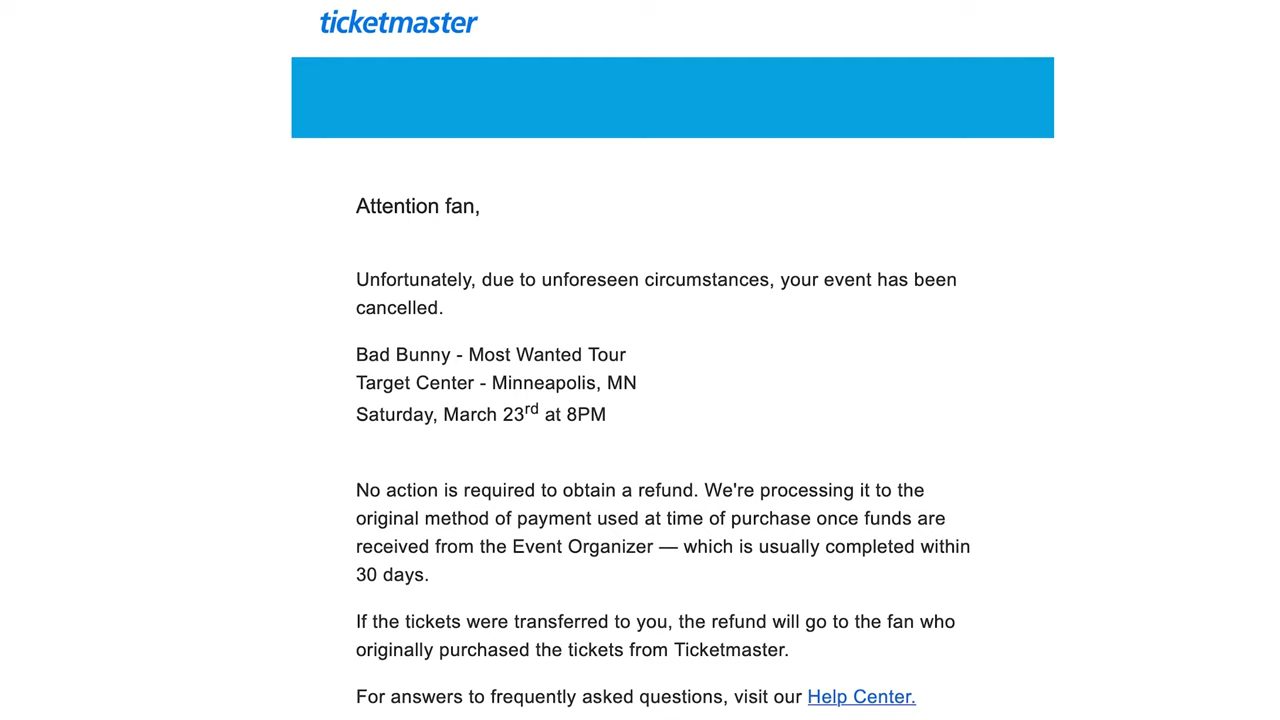 ticketmaster
Attention fan,
Unfortunately, due to unforeseen circumstances, your event has been
cancelled.
Bad Bunny - Most Wanted Tour
Target Center - Minneapolis, MN
Saturday, March 23rd at 8PM
No action is required to obtain a refund. We're processing it to the
original method of payment used at time of purchase once funds are
received from the Event Organizer — which is usually completed within
30 days.
If the tickets were transferred to you, the refund will go to the fan who
originally purchased the tickets from Ticketmaster.
For answers to frequently asked questions, visit our Help Center.